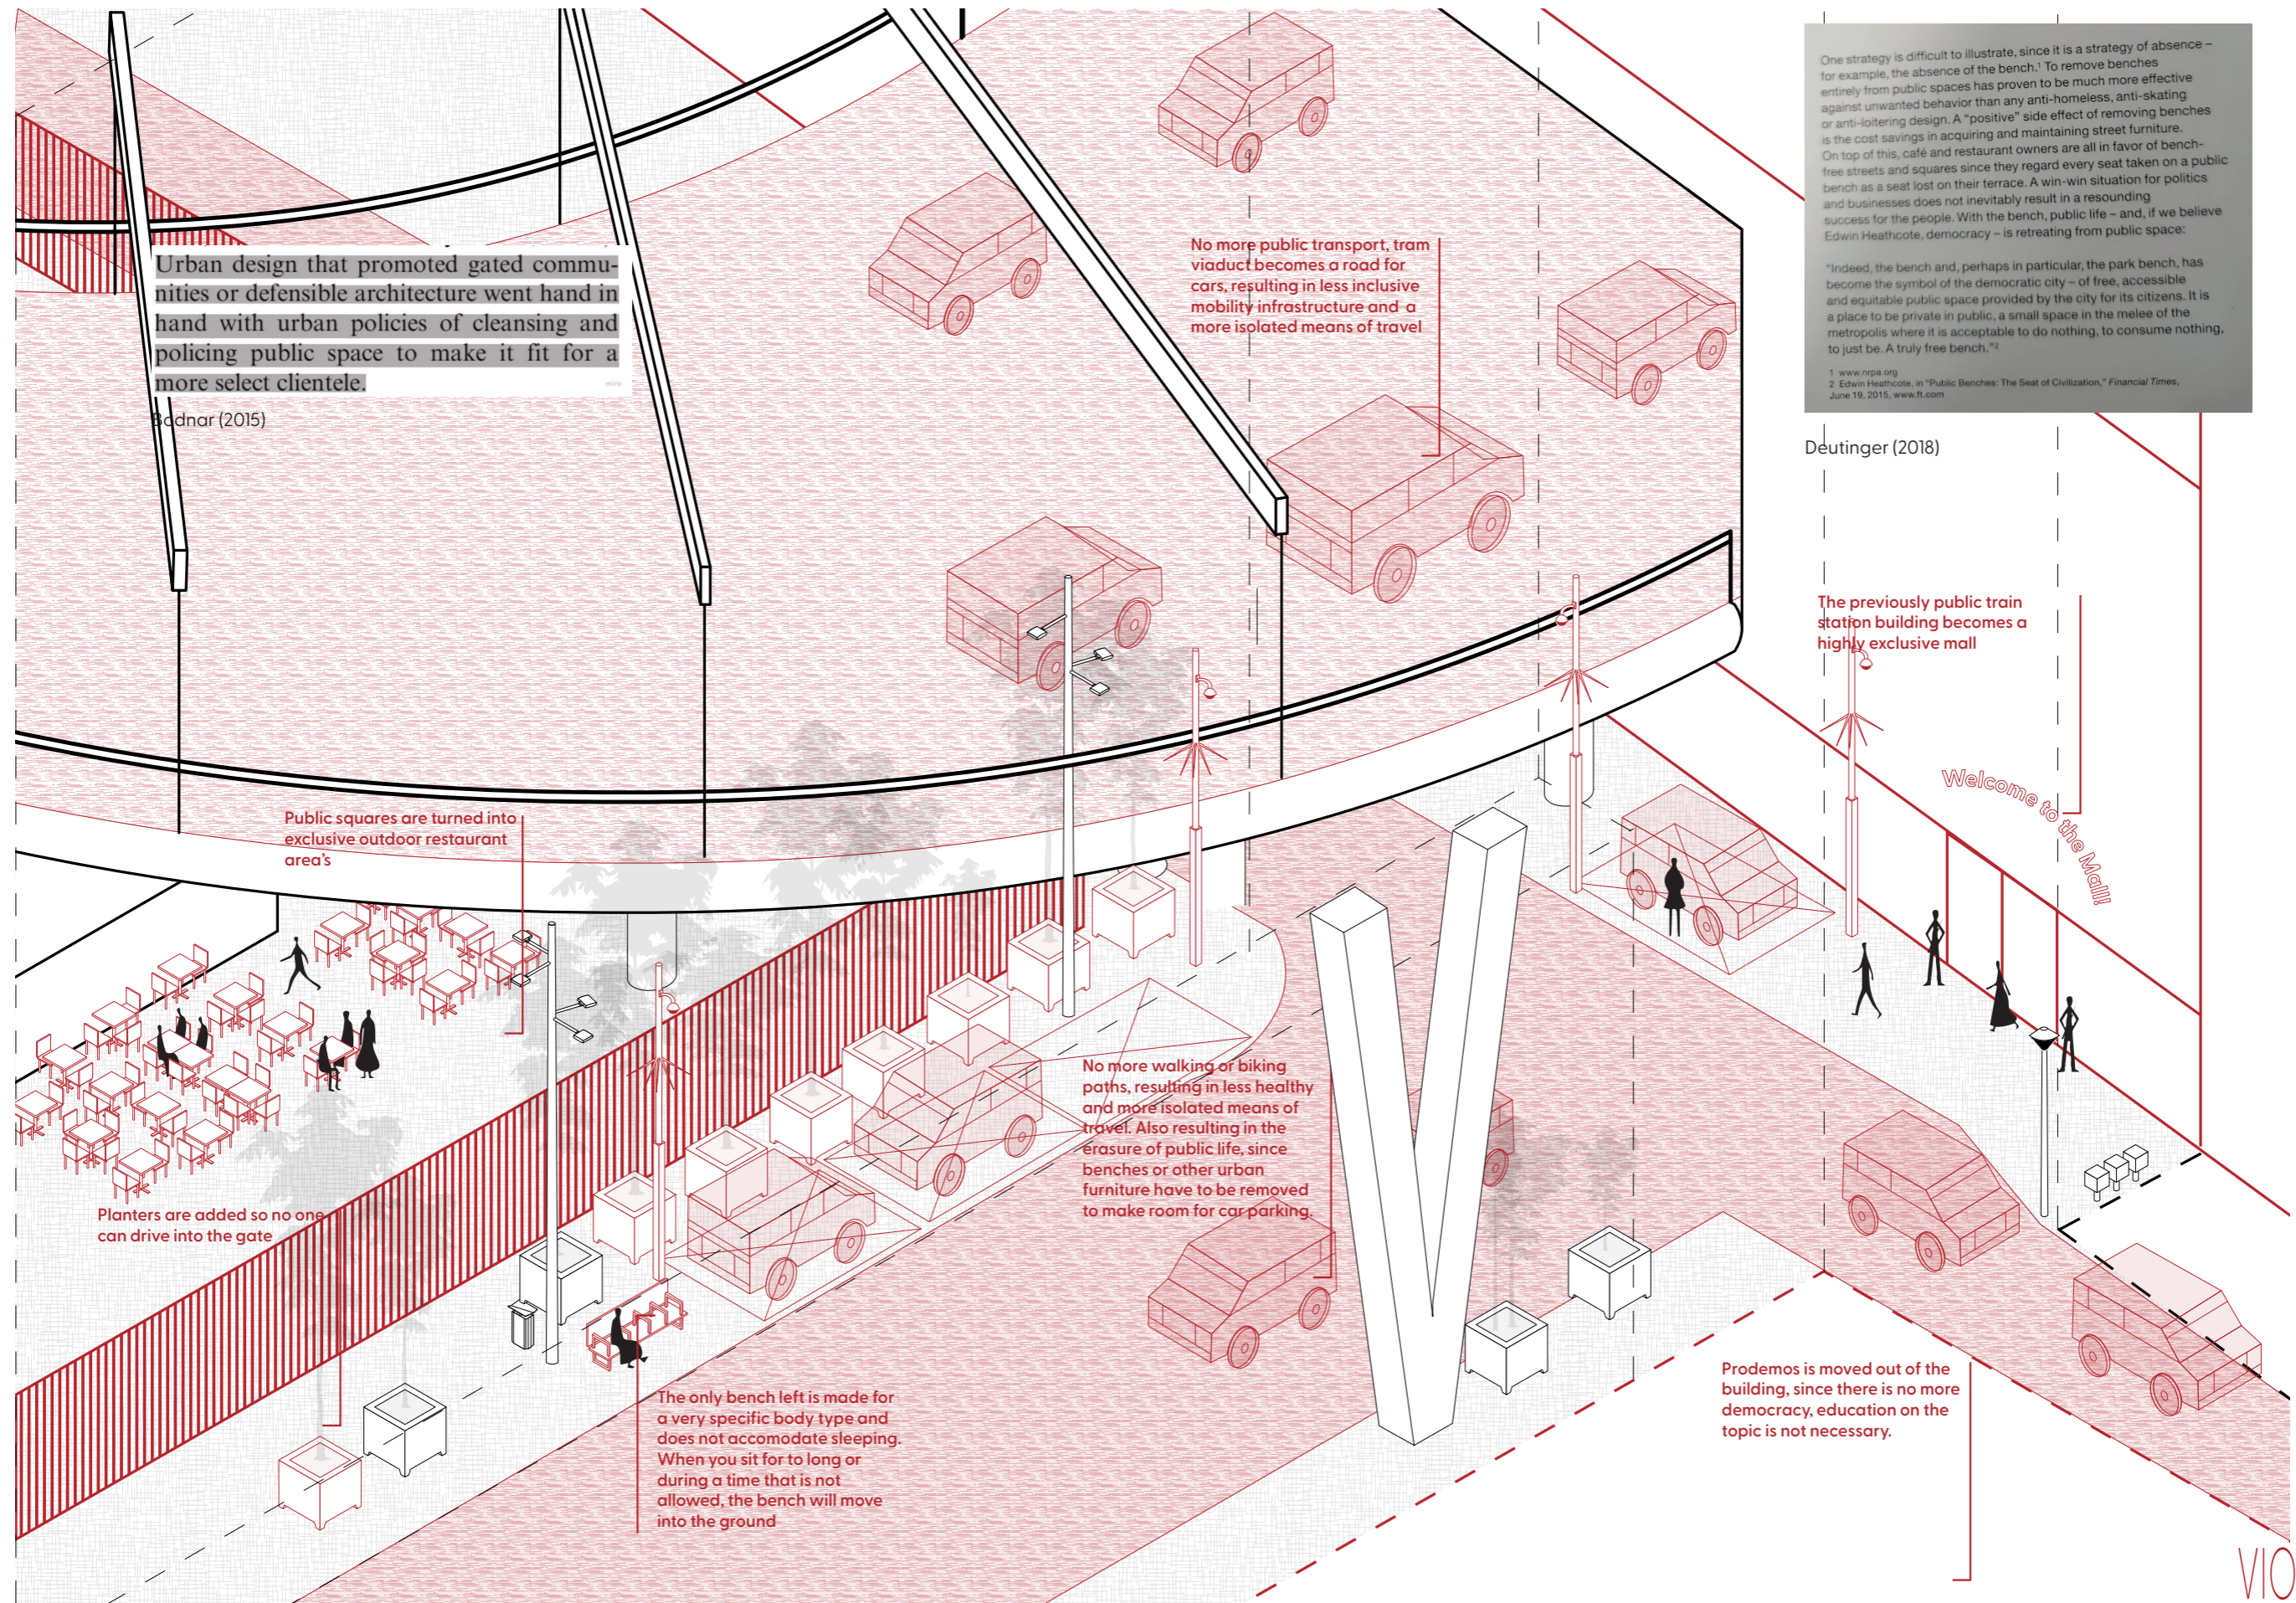 Urban design that promoted gated commu-
nities or defensible architecture went hand in
hand with urban policies of cleansing and
policing public space to make it fit for a
more select clientele.
Bodnar (2015)
No more public transport, tram
viaduct becomes a road for
cars, resulting in less inclusive
mobility infrastructure and a
more isolated means of travel
One strategy is difficult to illustrate, since it is a strategy of absence –
for example, the absence of the bench.¹ To remove benches
entirely from public spaces has proven to be much more effective
against unwanted behavior than any anti-homeless, anti-skating
or anti-loitering design. A “positive” side effect of removing benches
is the cost savings in acquiring and maintaining street furniture.
On top of this, café and restaurant owners are all in favor of bench-
free streets and squares since they regard every seat taken on a public
bench as a seat lost on their terrace. A win-win situation for politics
and businesses does not inevitably result in a resounding
success for the people. With the bench, public life – and, if we believe
Edwin Heathcote, democracy – is retreating from public space:
“Indeed, the bench and, perhaps in particular, the park bench, has
become the symbol of the democratic city – of free, accessible
and equitable public space provided by the city for its citizens. It is
a place to be private in public, a small space in the melee of the
metropolis where it is acceptable to do nothing, to consume nothing,
to just be. A truly free bench.”²
1 www.nrpa.org
2 Edwin Heathcote, in “Public Benches: The Seat of Civilization,” Financial Times,
June 19, 2015, www.ft.com
Deutinger (2018)
The previously public train
station building becomes a
highly exclusive mall
Welcome to the Mall!
Public squares are turned into
exclusive outdoor restaurant
area's
No more walking or biking
paths, resulting in less healthy
and more isolated means of
travel. Also resulting in the
erasure of public life, since
benches or other urban
furniture have to be removed
to make room for car parking.
Planters are added so no one
can drive into the gate
The only bench left is made for
a very specific body type and
does not accomodate sleeping.
When you sit for to long or
during a time that is not
allowed, the bench will move
into the ground
Prodemos is moved out of the
building, since there is no more
democracy, education on the
topic is not necessary.
VIO